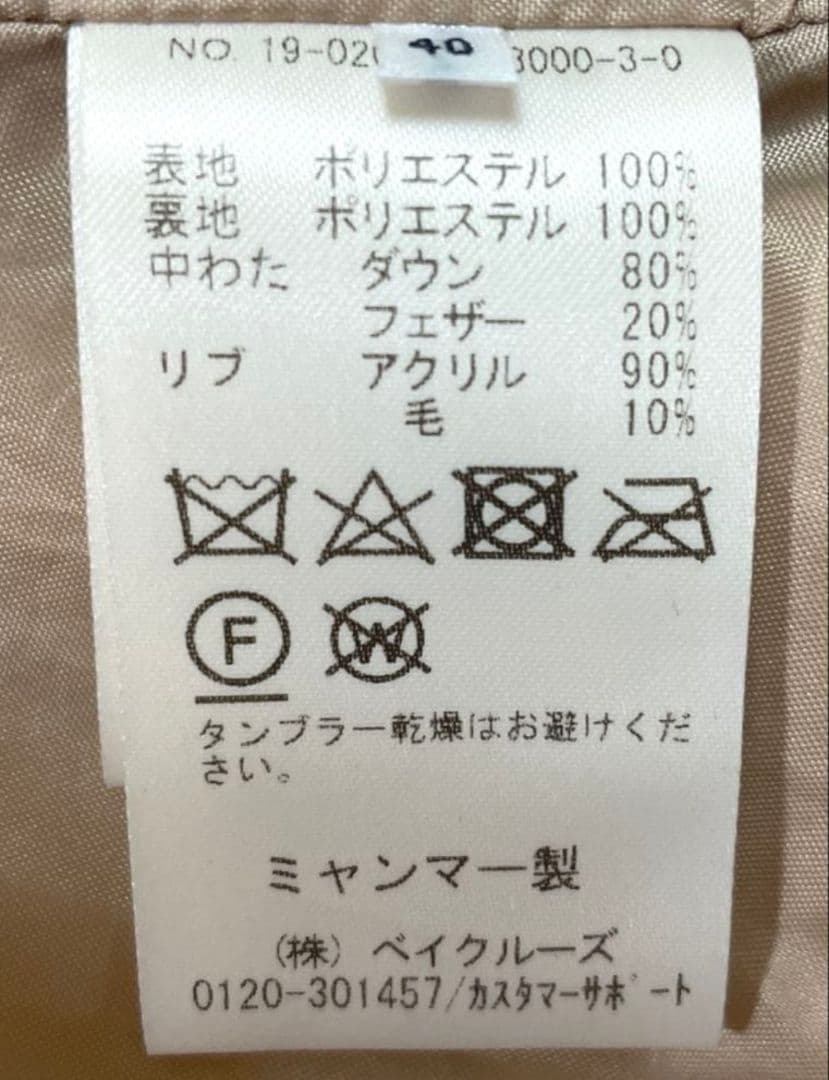 NO. 19-02
40
3000-3-0
表地 ポリエステル 100%
裏地 ポリエステル 100%
中わた ダウン 80%
フェザー 20%
リブ アクリル 90%
毛 10%
F W
タンブラー乾燥はお避けくだ
さい。
ミャンマー製
(株) ベイクルーズ
0120-301457/カスタマーサポート